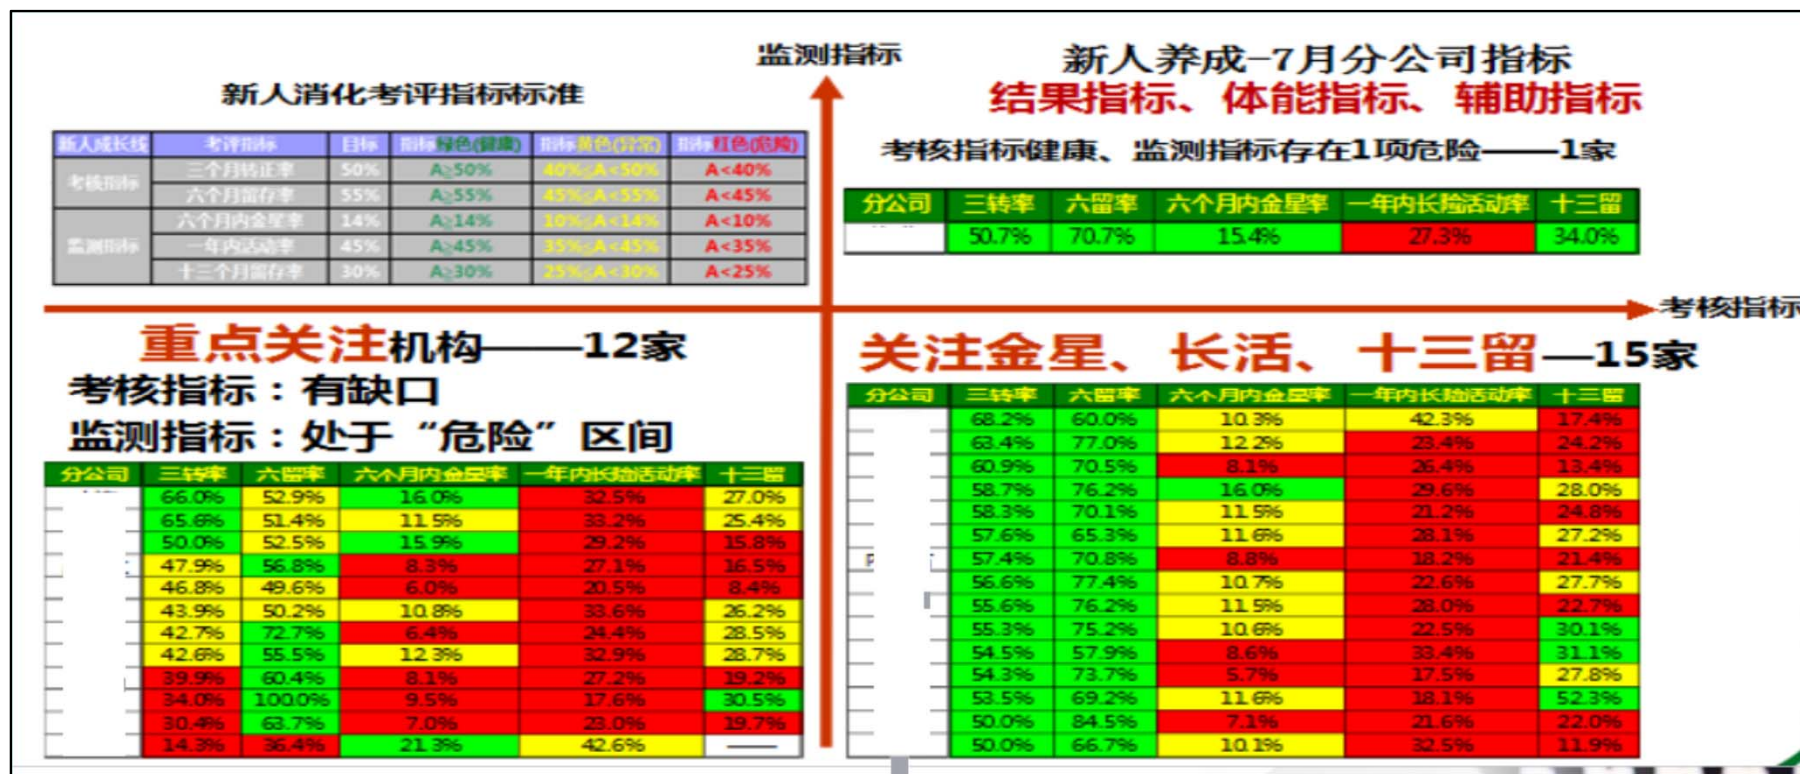 监测指标
新人养成-7月分公司指标
结果指标、体能指标、辅助指标
考核指标健康、监测指标存在1项危险——1家
分公司 三转率 六留率 六个月内金星率 一年内长险活动率 十三留
50.7% 70.7% 15.4% 27.3% 34.0%
新人消化考评指标标准
新人成长线 考评指标 目标 指标绿色(健康) 指标黄色(异常) 指标红色(危险)
考核指标 三个月转正率 50% A≥50% 40%≤A<50% A<40%
六个月留存率 55% A≥55% 45%≤A<55% A<45%
监测指标 六个月内金星率 14% A≥14% 10%≤A<14% A<10%
一年内活动率 45% A≥45% 35%≤A<45% A<35%
十三个月留存率 30% A≥30% 25%≤A<30% A<25%
考核指标
重点关注机构——12家
考核指标：有缺口
监测指标：处于“危险”区间
分公司 三转率 六留率 六个月内金星率 一年内长险活动率 十三留
66.0% 52.9% 16.0% 32.5% 27.0%
65.6% 51.4% 11.5% 33.2% 25.4%
50.0% 52.5% 15.9% 29.2% 15.8%
47.9% 56.8% 8.3% 27.1% 16.5%
46.8% 49.6% 6.0% 20.5% 8.4%
43.9% 50.2% 10.8% 33.6% 26.2%
42.7% 72.7% 6.4% 24.4% 28.5%
42.6% 55.5% 12.3% 32.9% 28.7%
39.9% 60.4% 8.1% 27.2% 19.2%
34.0% 100.0% 9.5% 17.6% 30.5%
30.4% 63.7% 7.0% 23.0% 19.7%
14.3% 36.4% 21.3% 42.6% ——
关注金星、长活、十三留—15家
分公司 三转率 六留率 六个月内金星率 一年内长险活动率 十三留
68.2% 60.0% 10.3% 42.3% 17.4%
63.4% 77.0% 12.2% 23.4% 24.2%
60.9% 70.5% 8.1% 26.4% 13.4%
58.7% 76.2% 16.0% 29.6% 28.0%
58.3% 70.1% 11.5% 21.2% 24.8%
57.6% 65.3% 11.6% 28.1% 27.2%
57.4% 70.8% 8.8% 18.2% 21.4%
56.6% 77.4% 10.7% 22.6% 27.7%
55.6% 76.2% 11.5% 28.0% 22.7%
55.3% 75.2% 10.6% 22.5% 30.1%
54.5% 57.9% 8.6% 33.4% 31.1%
54.3% 73.7% 5.7% 17.5% 27.8%
53.5% 69.2% 11.6% 18.1% 52.3%
50.0% 84.5% 7.1% 21.6% 22.0%
50.0% 66.7% 10.1% 32.5% 11.9%